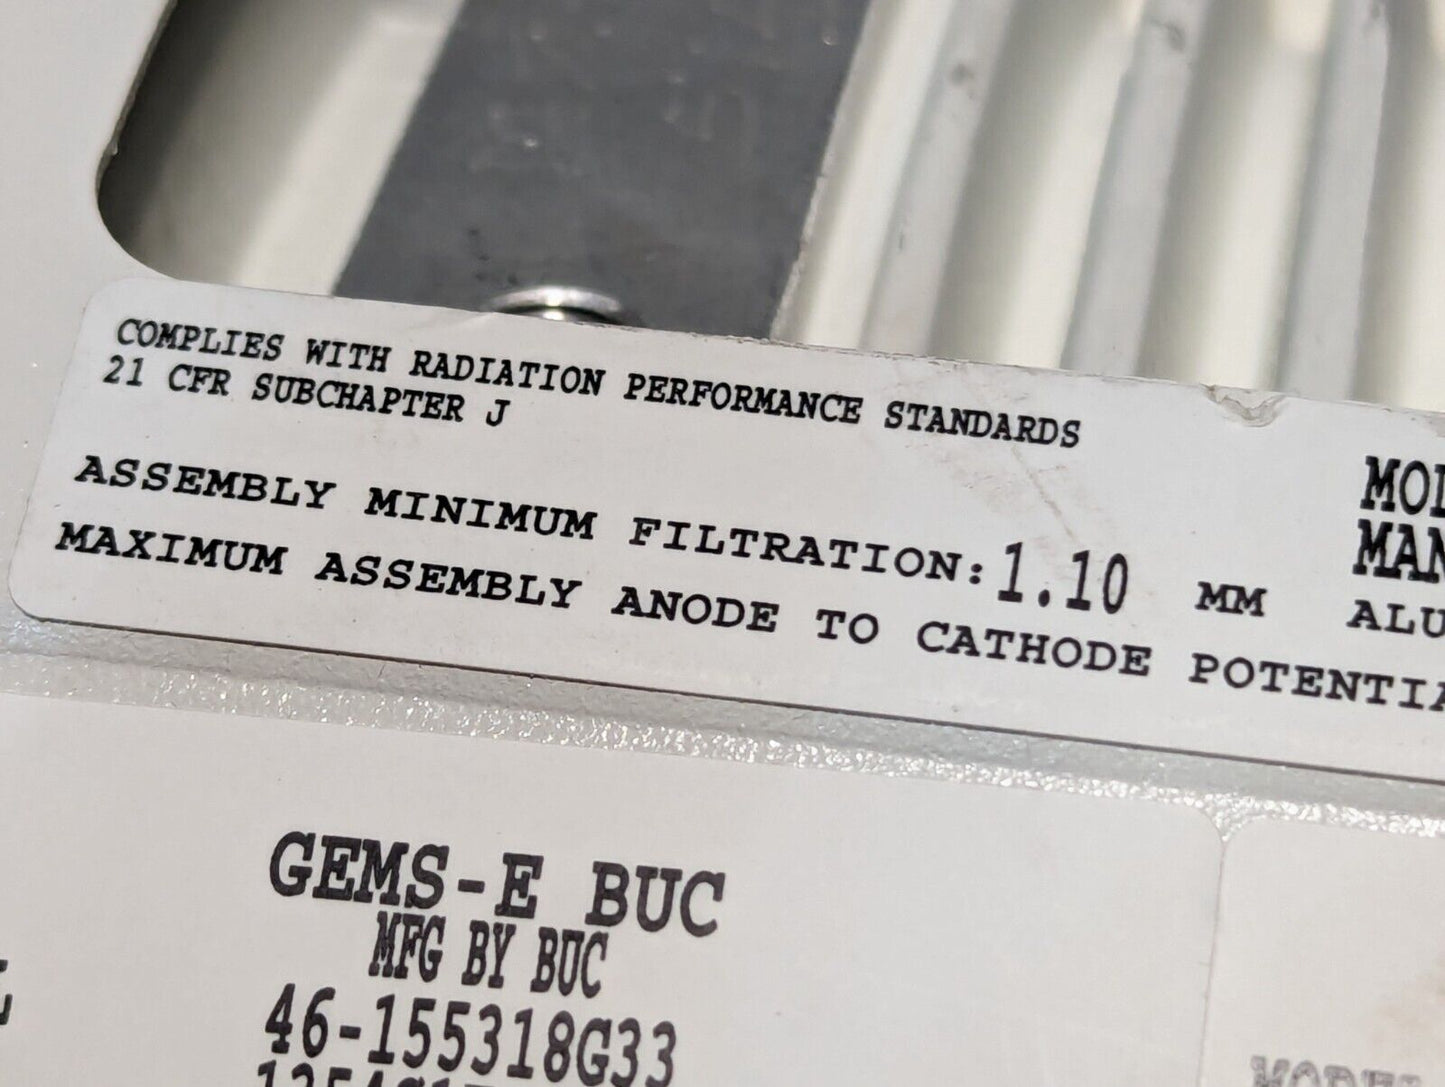 COMPLIES WITH RADIATION PERFORMANCE STANDARDS
21 CFR SUBCHAPTER J
ASSEMBLY MINIMUM FILTRATION: 1.10 MM
MAXIMUM ASSEMBLY ANODE TO CATHODE
GEMS-E BUC
MFG BY BUC
46-155318G33